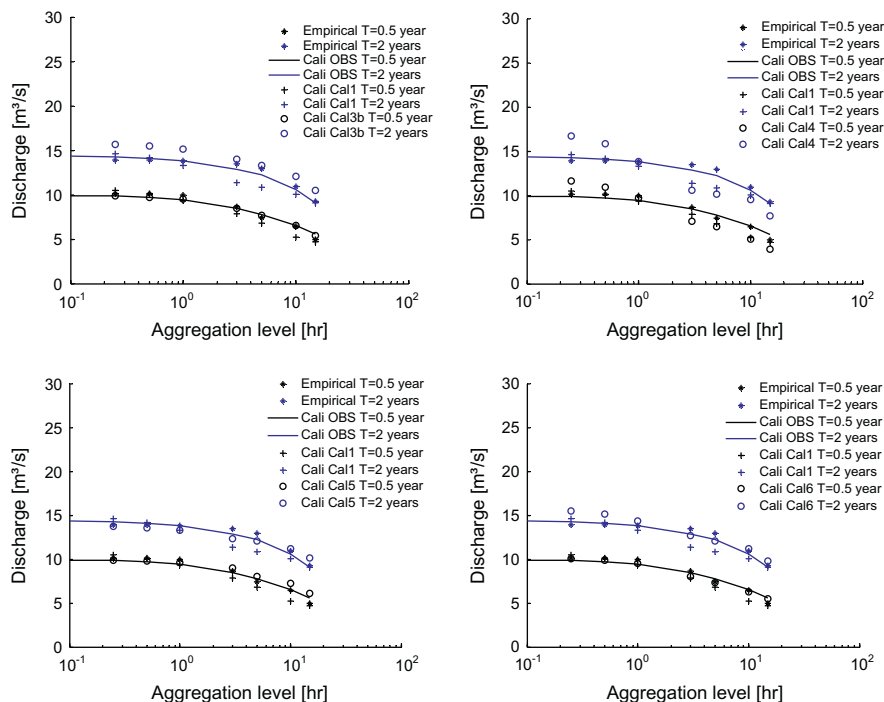 30
25
20
15
10
5
0
Discharge [m³/s]
10⁻¹
10⁰
10¹
10²
Aggregation level [hr]
Empirical T=0.5 year
Empirical T=2 years
Cali OBS T=0.5 year
Cali OBS T=2 years
Cali Cal1 T=0.5 year
Cali Cal1 T=2 years
Cali Cal3b T=0.5 year
Cali Cal3b T=2 years
30
25
20
15
10
5
0
Discharge [m³/s]
10⁻¹
10⁰
10¹
10²
Aggregation level [hr]
Empirical T=0.5 year
Empirical T=2 years
Cali OBS T=0.5 year
Cali OBS T=2 years
Cali Cal1 T=0.5 year
Cali Cal1 T=2 years
Cali Cal4 T=0.5 year
Cali Cal4 T=2 years
30
25
20
15
10
5
0
Discharge [m³/s]
10⁻¹
10⁰
10¹
10²
Aggregation level [hr]
Empirical T=0.5 year
Empirical T=2 years
Cali OBS T=0.5 year
Cali OBS T=2 years
Cali Cal1 T=0.5 year
Cali Cal1 T=2 years
Cali Cal5 T=0.5 year
Cali Cal5 T=2 years
30
25
20
15
10
5
0
Discharge [m³/s]
10⁻¹
10⁰
10¹
10²
Aggregation level [hr]
Empirical T=0.5 year
Empirical T=2 years
Cali OBS T=0.5 year
Cali OBS T=2 year
Cali Cal1 T=0.5 year
Cali Cal1 T=2 years
Cali Cal6 T=0.5 year
Cali Cal6 T=2 years